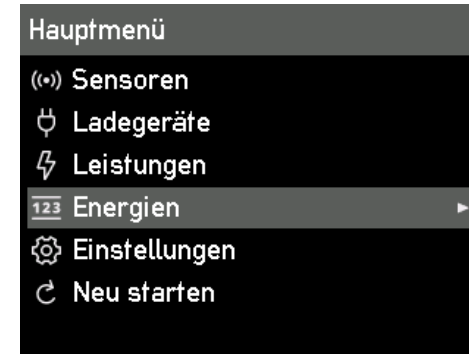 Hauptmenü
Sensoren
Ladegeräte
Leistungen
123 Energien
Einstellungen
Neu starten